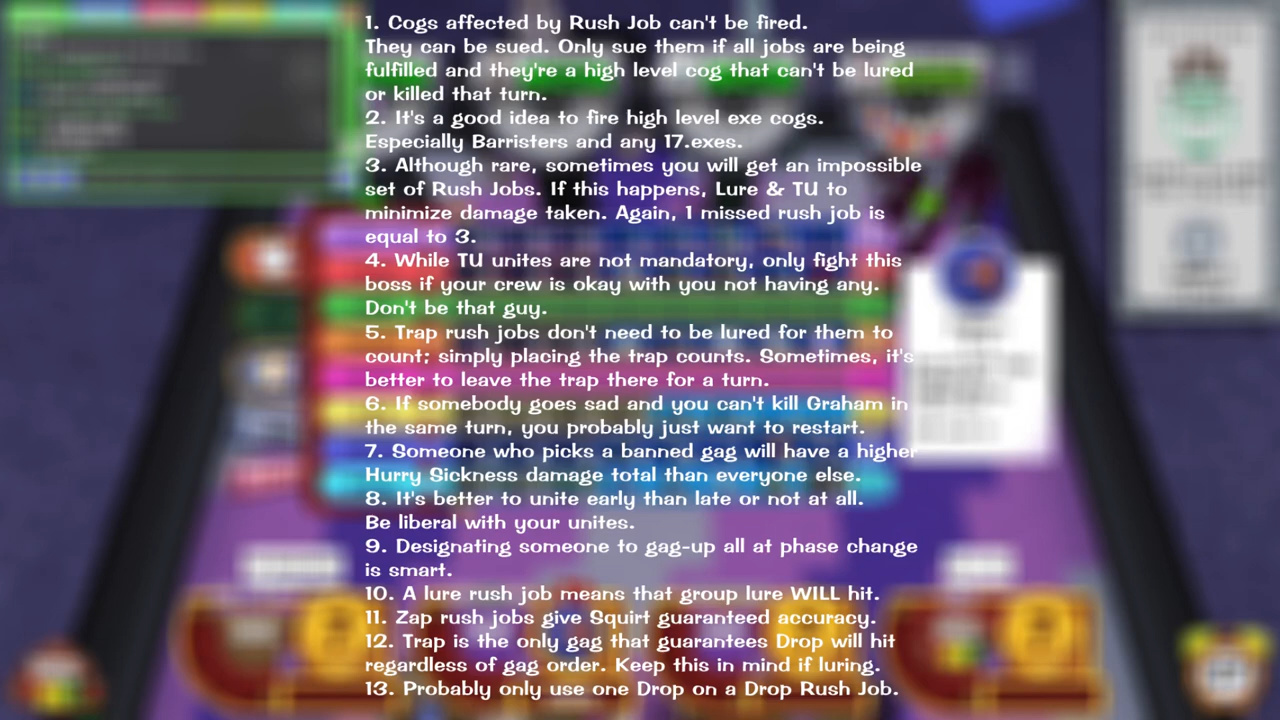 1. Cogs affected by Rush Job can't be fired.
They can be sued. Only sue them if all jobs are being
fulfilled and they're a high level cog that can't be lured
or killed that turn.
2. It's a good idea to fire high level exe cogs.
Especially Barristers and any 17.exes.
3. Although rare, sometimes you will get an impossible
set of Rush Jobs. If this happens, Lure & TU to
minimize damage taken. Again, 1 missed rush job is
equal to 3.
4. While TU unites are not mandatory, only fight this
boss if your crew is okay with you not having any.
Don't be that guy.
5. Trap rush jobs don't need to be lured for them to
count; simply placing the trap counts. Sometimes, it's
better to leave the trap there for a turn.
6. If somebody goes sad and you can't kill Graham in
the same turn, you probably just want to restart.
7. Someone who picks a banned gag will have a higher
Hurry Sickness damage total than everyone else.
8. It's better to unite early than late or not at all.
Be liberal with your unites.
9. Designating someone to gag-up all at phase change
is smart.
10. A lure rush job means that group lure WILL hit.
11. Zap rush jobs give Squirt guaranteed accuracy.
12. Trap is the only gag that guarantees Drop will hit
regardless of gag order. Keep this in mind if luring.
13. Probably only use one Drop on a Drop Rush Job.